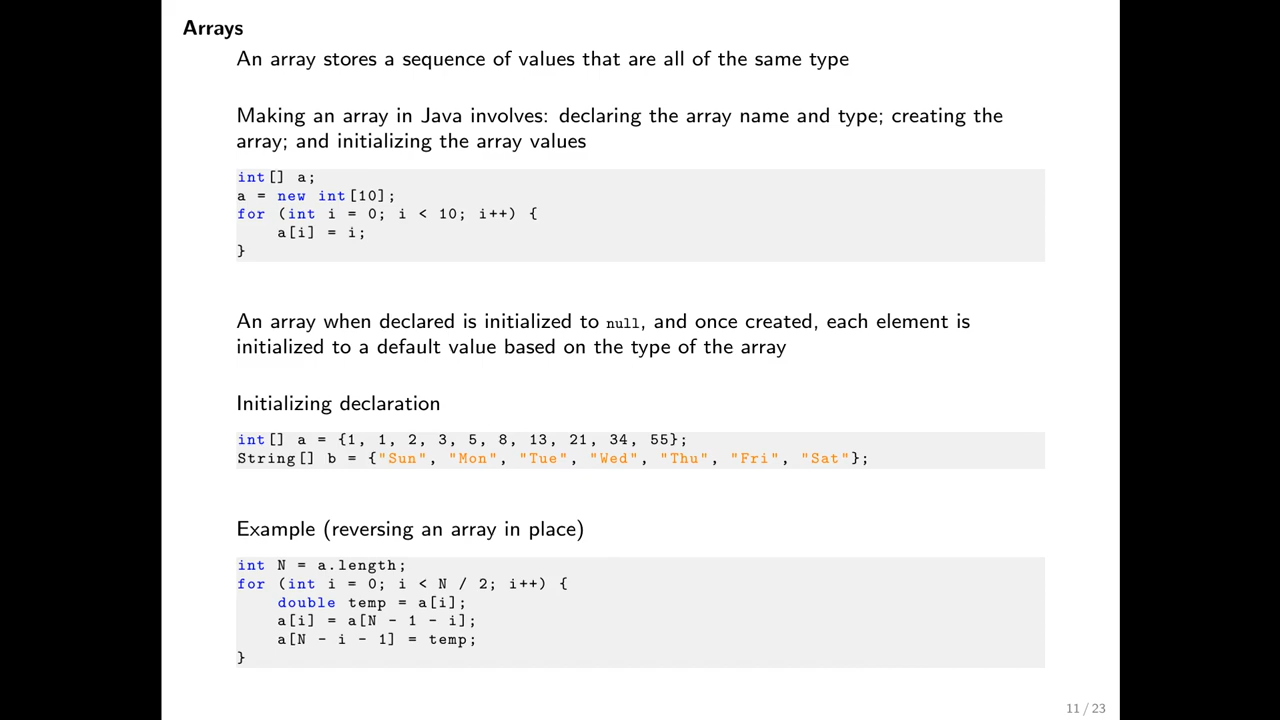 Arrays
An array stores a sequence of values that are all of the same type
Making an array in Java involves: declaring the array name and type; creating the
array; and initializing the array values
int[] a;
a = new int[10];
for (int i = 0; i < 10; i++) {
    a[i] = i;
}
An array when declared is initialized to null, and once created, each element is
initialized to a default value based on the type of the array
Initializing declaration
int[] a = {1, 1, 2, 3, 5, 8, 13, 21, 34, 55};
String[] b = {"Sun", "Mon", "Tue", "Wed", "Thu", "Fri", "Sat"};
Example (reversing an array in place)
int N = a.length;
for (int i = 0; i < N / 2; i++) {
    double temp = a[i];
    a[i] = a[N - 1 - i];
    a[N - i - 1] = temp;
}
11 / 23